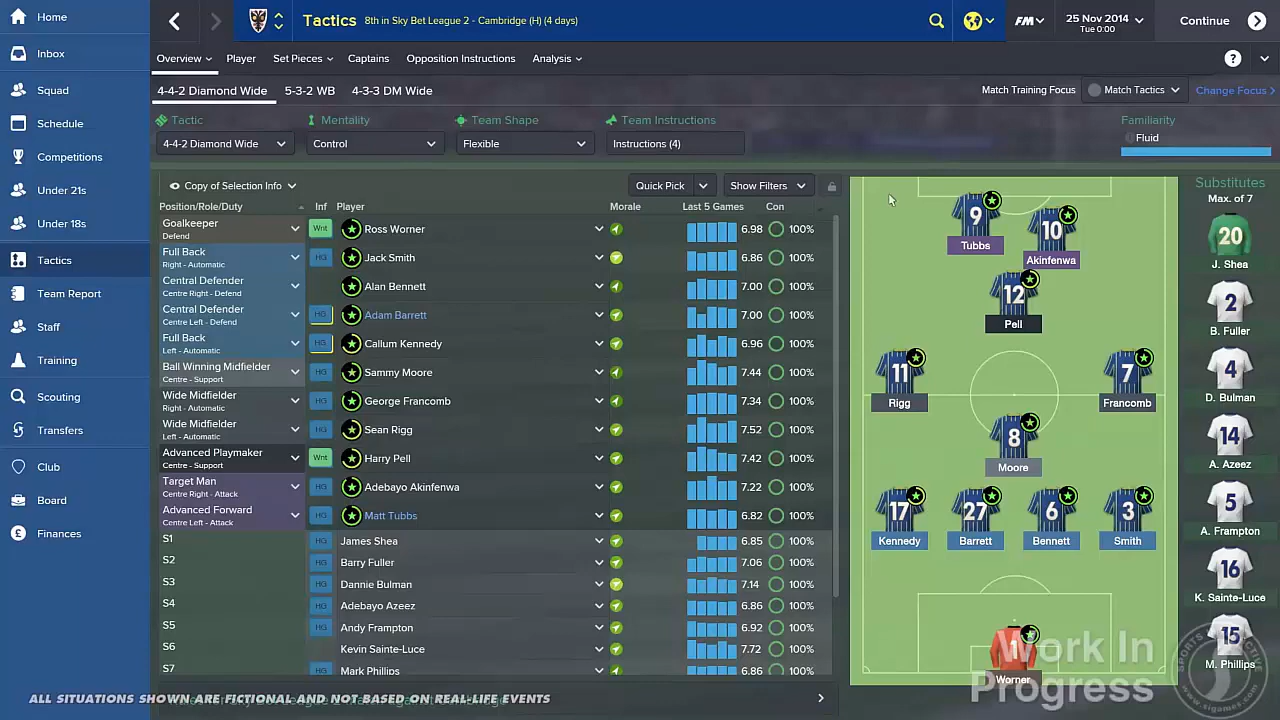 Home
Tactics
8th in Sky Bet League 2 - Cambridge (H) (4 days)
FM
25 Nov 2014
Tue 0:00
Continue
Inbox
Squad
Schedule
Competitions
Under 21s
Under 18s
Tactics
Team Report
Staff
Training
Scouting
Transfers
Club
Board
Finances
Overview
Player
Set Pieces
Captains
Opposition Instructions
Analysis
?
4-4-2 Diamond Wide
5-3-2 WB
4-3-3 DM Wide
Match Training Focus
Match Tactics
Change Focus
Tactic
Mentality
Team Shape
Team Instructions
Familiarity
4-4-2 Diamond Wide
Control
Flexible
Instructions (4)
Fluid
Copy of Selection Info
Quick Pick
Show Filters
Position/Role/Duty
Inf
Player
Morale
Last 5 Games
Con
Goalkeeper
Defend
Wnt
Ross Worner
6.98
100%
Full Back
Right - Automatic
HG
Jack Smith
6.86
100%
Central Defender
Centre Right - Defend
Alan Bennett
7.00
100%
Central Defender
Centre Left - Defend
HG
Adam Barrett
7.00
100%
Full Back
Left - Automatic
HG
Callum Kennedy
6.96
100%
Ball Winning Midfielder
Centre - Support
HG
Sammy Moore
7.44
100%
Wide Midfielder
Right - Automatic
HG
George Francomb
7.34
100%
Wide Midfielder
Left - Automatic
HG
Sean Rigg
7.52
100%
Advanced Playmaker
Centre - Support
Wnt
Harry Pell
7.42
100%
Target Man
Centre Right - Attack
HG
Adebayo Akinfenwa
7.22
100%
Advanced Forward
Centre Left - Attack
HG
Matt Tubbs
6.82
100%
S1
HG
James Shea
6.85
100%
S2
HG
Barry Fuller
7.06
100%
S3
HG
Dannie Bulman
7.14
100%
S4
HG
Adebayo Azeez
6.86
100%
S5
HG
Andy Frampton
6.92
100%
S6
Kevin Sainte-Luce
7.72
100%
S7
HG
Mark Phillips
6.86
100%
9
Tubbs
10
Akinfenwa
12
Pell
11
Rigg
7
Francomb
8
Moore
17
Kennedy
27
Barrett
6
Bennett
3
Smith
1
Worner
Substitutes
Max. of 7
20
J. Shea
2
B. Fuller
4
D. Bulman
14
A. Azeez
5
A. Frampton
16
K. Sainte-Luce
15
M. Phillips
Work In
Progress
SPORTS INTERACTIVE
www.sigames.com
ALL SITUATIONS SHOWN ARE FICTIONAL AND NOT BASED ON REAL-LIFE EVENTS